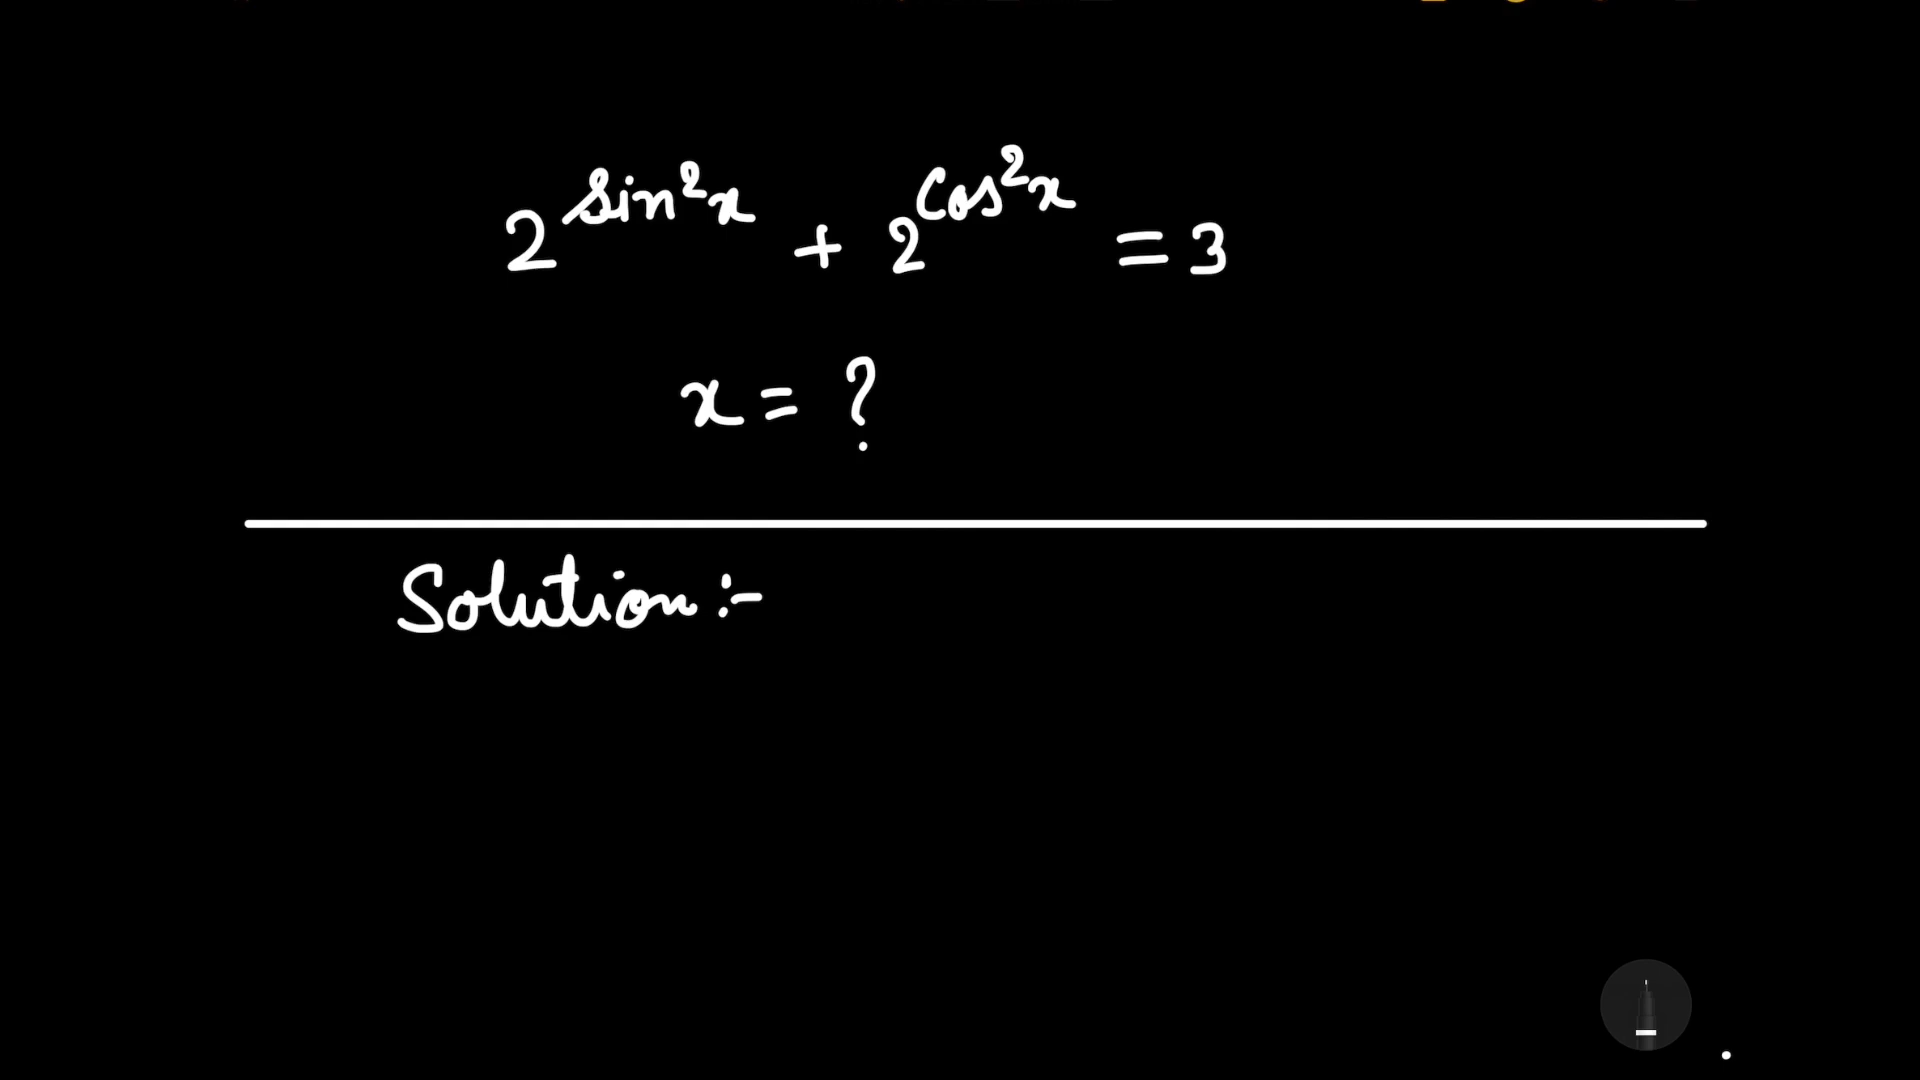 2^sin²x + 2^cos²x = 3
x = ?
Solution :-